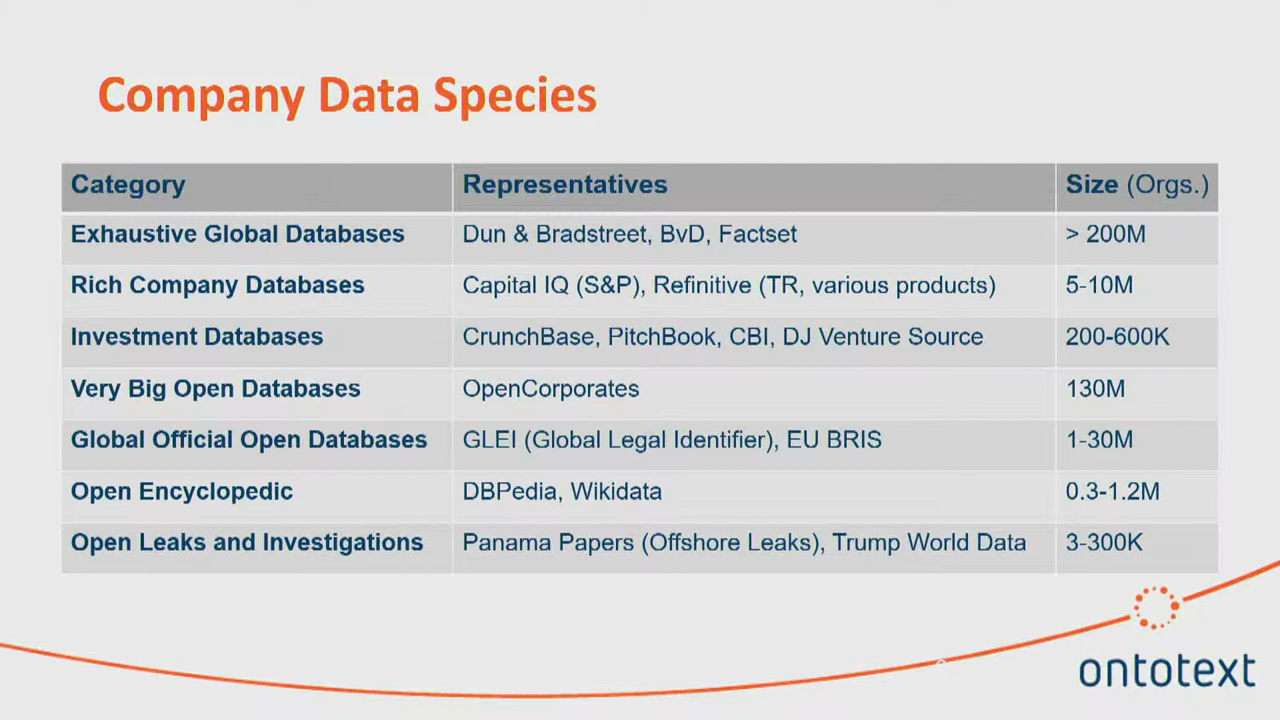 Company Data Species
Category Representatives Size (Orgs.)
Exhaustive Global Databases Dun & Bradstreet, BvD, Factset > 200M
Rich Company Databases Capital IQ (S&P), Refinitive (TR, various products) 5-10M
Investment Databases CrunchBase, PitchBook, CBI, DJ Venture Source 200-600K
Very Big Open Databases OpenCorporates 130M
Global Official Open Databases GLEI (Global Legal Identifier), EU BRIS 1-30M
Open Encyclopedic DBPedia, Wikidata 0.3-1.2M
Open Leaks and Investigations Panama Papers (Offshore Leaks), Trump World Data 3-300K
ontotext